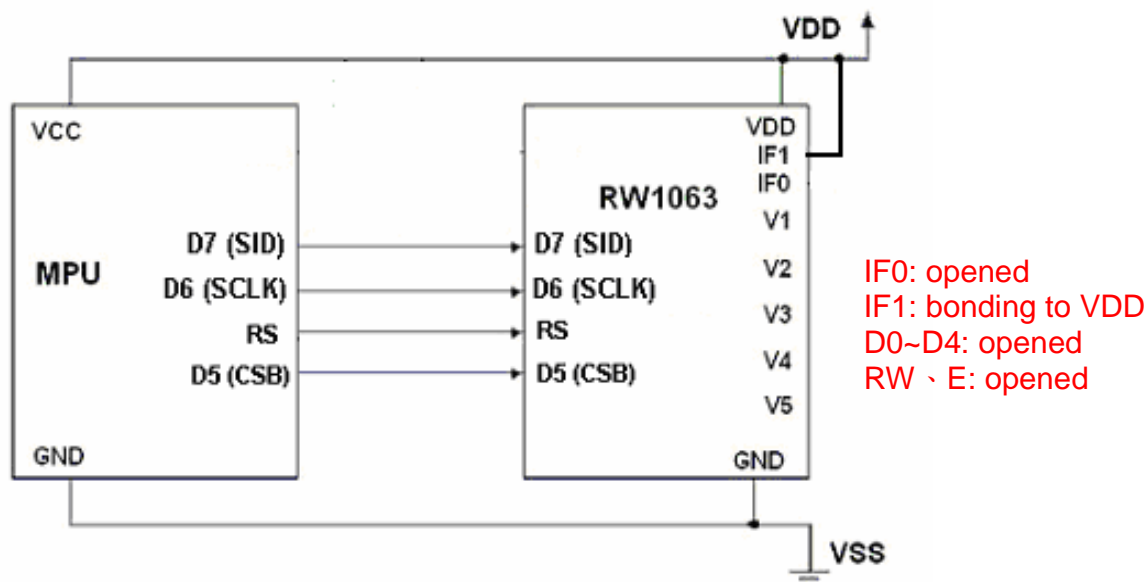 VDD
VCC
MPU
D7 (SID)
D6 (SCLK)
RS
D5 (CSB)
GND
RW1063
VDD
IF1
IF0
V1
V2
V3
V4
V5
D7 (SID)
D6 (SCLK)
RS
D5 (CSB)
GND
VSS
IF0: opened
IF1: bonding to VDD
D0~D4: opened
RW、E: opened